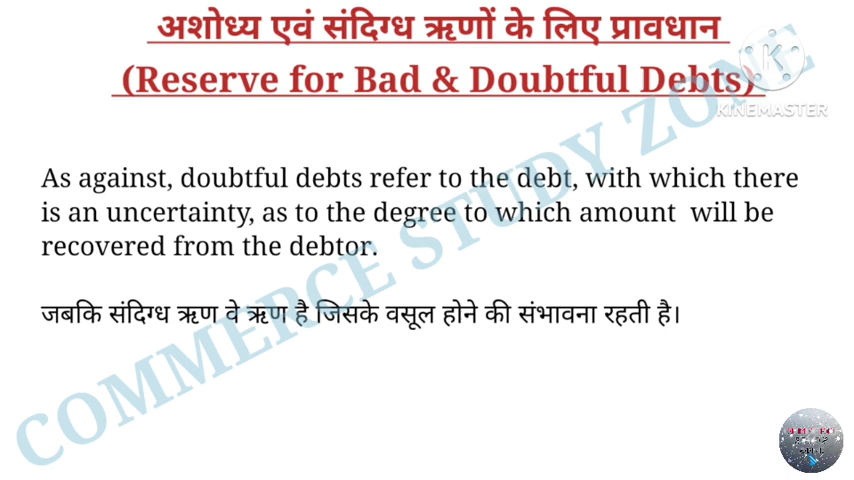 अशोध्य एवं संदिग्ध ऋणों के लिए प्रावधान
(Reserve for Bad & Doubtful Debts)
KINEMASTER
As against, doubtful debts refer to the debt, with which there
is an uncertainty, as to the degree to which amount will be
recovered from the debtor.
जबकि संदिग्ध ऋण वे ऋण है जिसके वसूल होने की संभावना रहती है।
COMMERCE STUDY ZONE